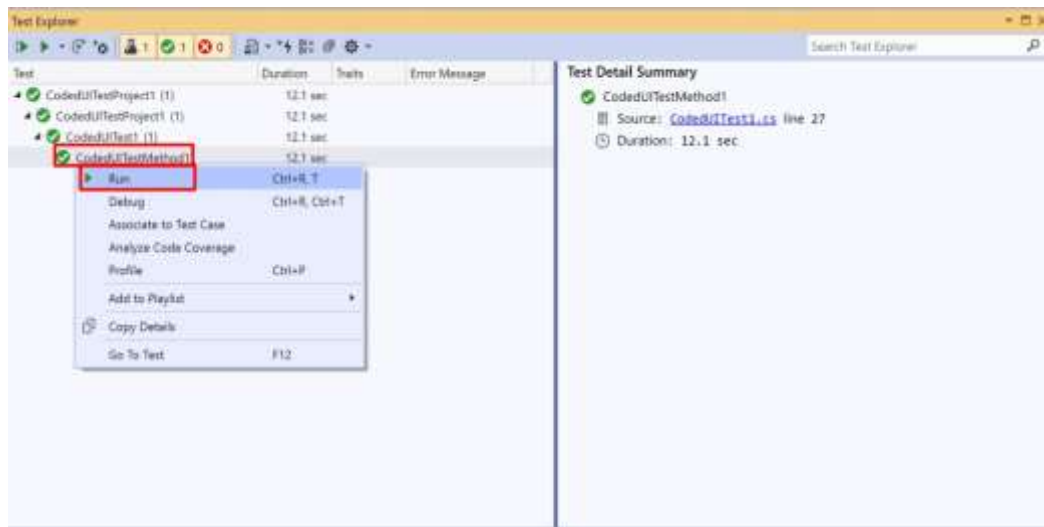 Test Explorer
1 1 0
Search Test Explorer
Test Duration Traits Error Message
CodedUITestProject1 (1) 12.1 sec
CodedUITestProject1 (1) 12.1 sec
CodedUITest1 (1) 12.1 sec
CodedUITestMethod1 12.1 sec
Run Ctrl+R, T
Debug Ctrl+R, Ctrl+T
Associate to Test Case
Analyze Code Coverage
Profile Ctrl+P
Add to Playlist
Copy Details
Go To Test F12
Test Detail Summary
CodedUITestMethod1
Source: CodedUITest1.cs line 27
Duration: 12.1 sec